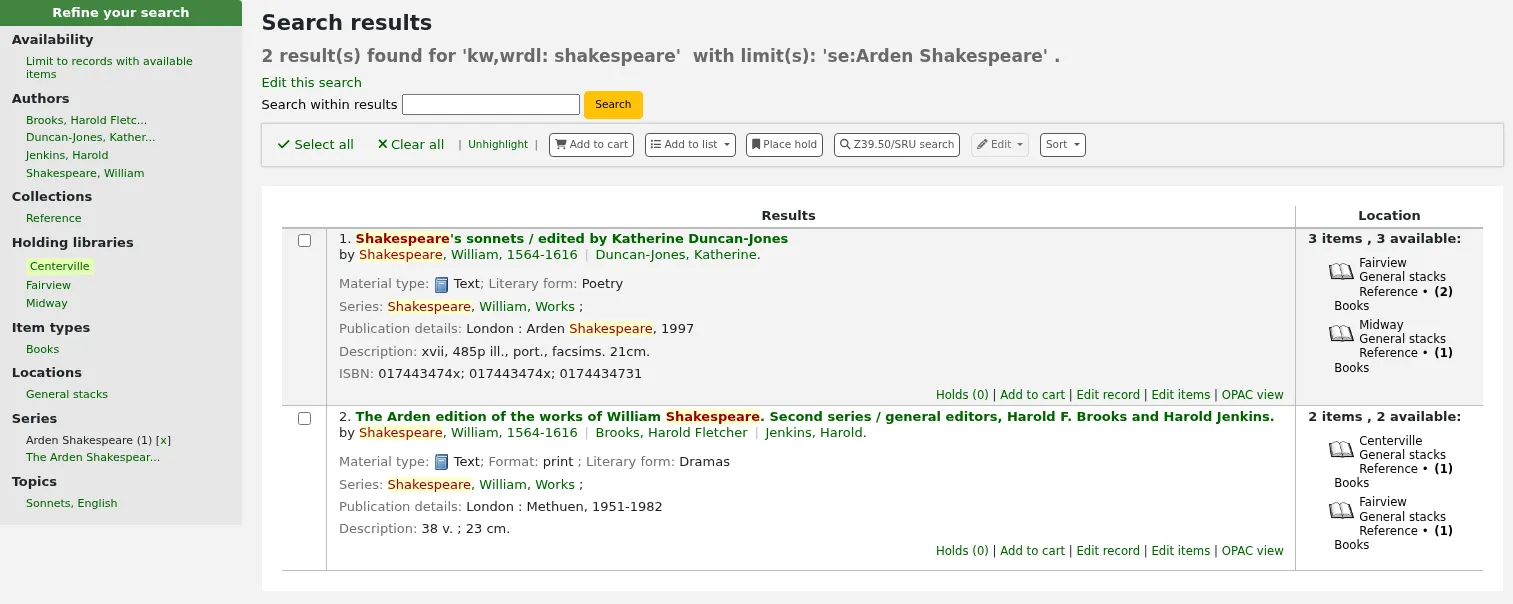 Refine your search
Availability
Limit to records with available
items
Authors
Brooks, Harold Fletc...
Duncan-Jones, Kather...
Jenkins, Harold
Shakespeare, William
Collections
Reference
Holding libraries
Centerville
Fairview
Midway
Item types
Books
Locations
General stacks
Series
Arden Shakespeare (1) [x]
The Arden Shakespear...
Topics
Sonnets, English
Search results
2 result(s) found for 'kw,wrdl: shakespeare'  with limit(s): 'se:Arden Shakespeare' .
Edit this search
Search within results Search
Select all Clear all | Unhighlight | Add to cart Add to list Place hold Z39.50/SRU search Edit Sort
Results Location
1. Shakespeare's sonnets / edited by Katherine Duncan-Jones
by Shakespeare, William, 1564-1616 | Duncan-Jones, Katherine.
Material type: Text; Literary form: Poetry
Series: Shakespeare, William, Works ;
Publication details: London : Arden Shakespeare, 1997
Description: xvii, 485p ill., port., facsims. 21cm.
ISBN: 017443474x; 017443474x; 0174434731
Holds (0) | Add to cart | Edit record | Edit items | OPAC view
3 items , 3 available:
Fairview
General stacks
Reference • (2)
Books
Midway
General stacks
Reference • (1)
Books
2. The Arden edition of the works of William Shakespeare. Second series / general editors, Harold F. Brooks and Harold Jenkins.
by Shakespeare, William, 1564-1616 | Brooks, Harold Fletcher | Jenkins, Harold.
Material type: Text; Format: print ; Literary form: Dramas
Series: Shakespeare, William, Works ;
Publication details: London : Methuen, 1951-1982
Description: 38 v. ; 23 cm.
Holds (0) | Add to cart | Edit record | Edit items | OPAC view
2 items , 2 available:
Centerville
General stacks
Reference • (1)
Books
Fairview
General stacks
Reference • (1)
Books